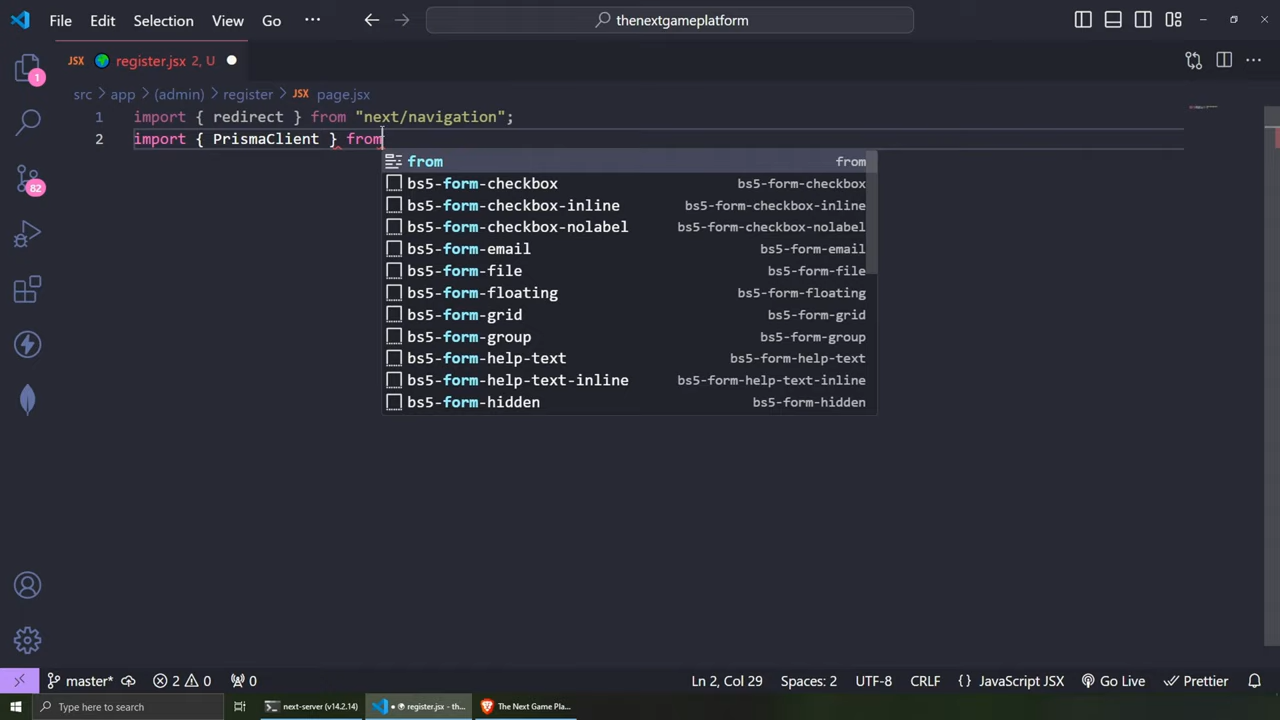 File Edit Selection View Go ··· thenextgameplatform
JSX register.jsx 2, U
1
src app (admin) register JSX page.jsx
1 import { redirect } from "next/navigation";
2 import { PrismaClient } from
from from
bs5-form-checkbox bs5-form-checkbox
bs5-form-checkbox-inline bs5-form-checkbox-inline
82
bs5-form-checkbox-nolabel bs5-form-checkbox-nolabel
bs5-form-email bs5-form-email
bs5-form-file bs5-form-file
bs5-form-floating bs5-form-floating
bs5-form-grid bs5-form-grid
bs5-form-group bs5-form-group
bs5-form-help-text bs5-form-help-text
bs5-form-help-text-inline bs5-form-help-text-inline
bs5-form-hidden bs5-form-hidden
master* 2 0 0 Ln 2, Col 29 Spaces: 2 UTF-8 CRLF {} JavaScript JSX Go Live Prettier
Type here to search next-server (v14.2.14) register.jsx - th... The Next Game Pla...